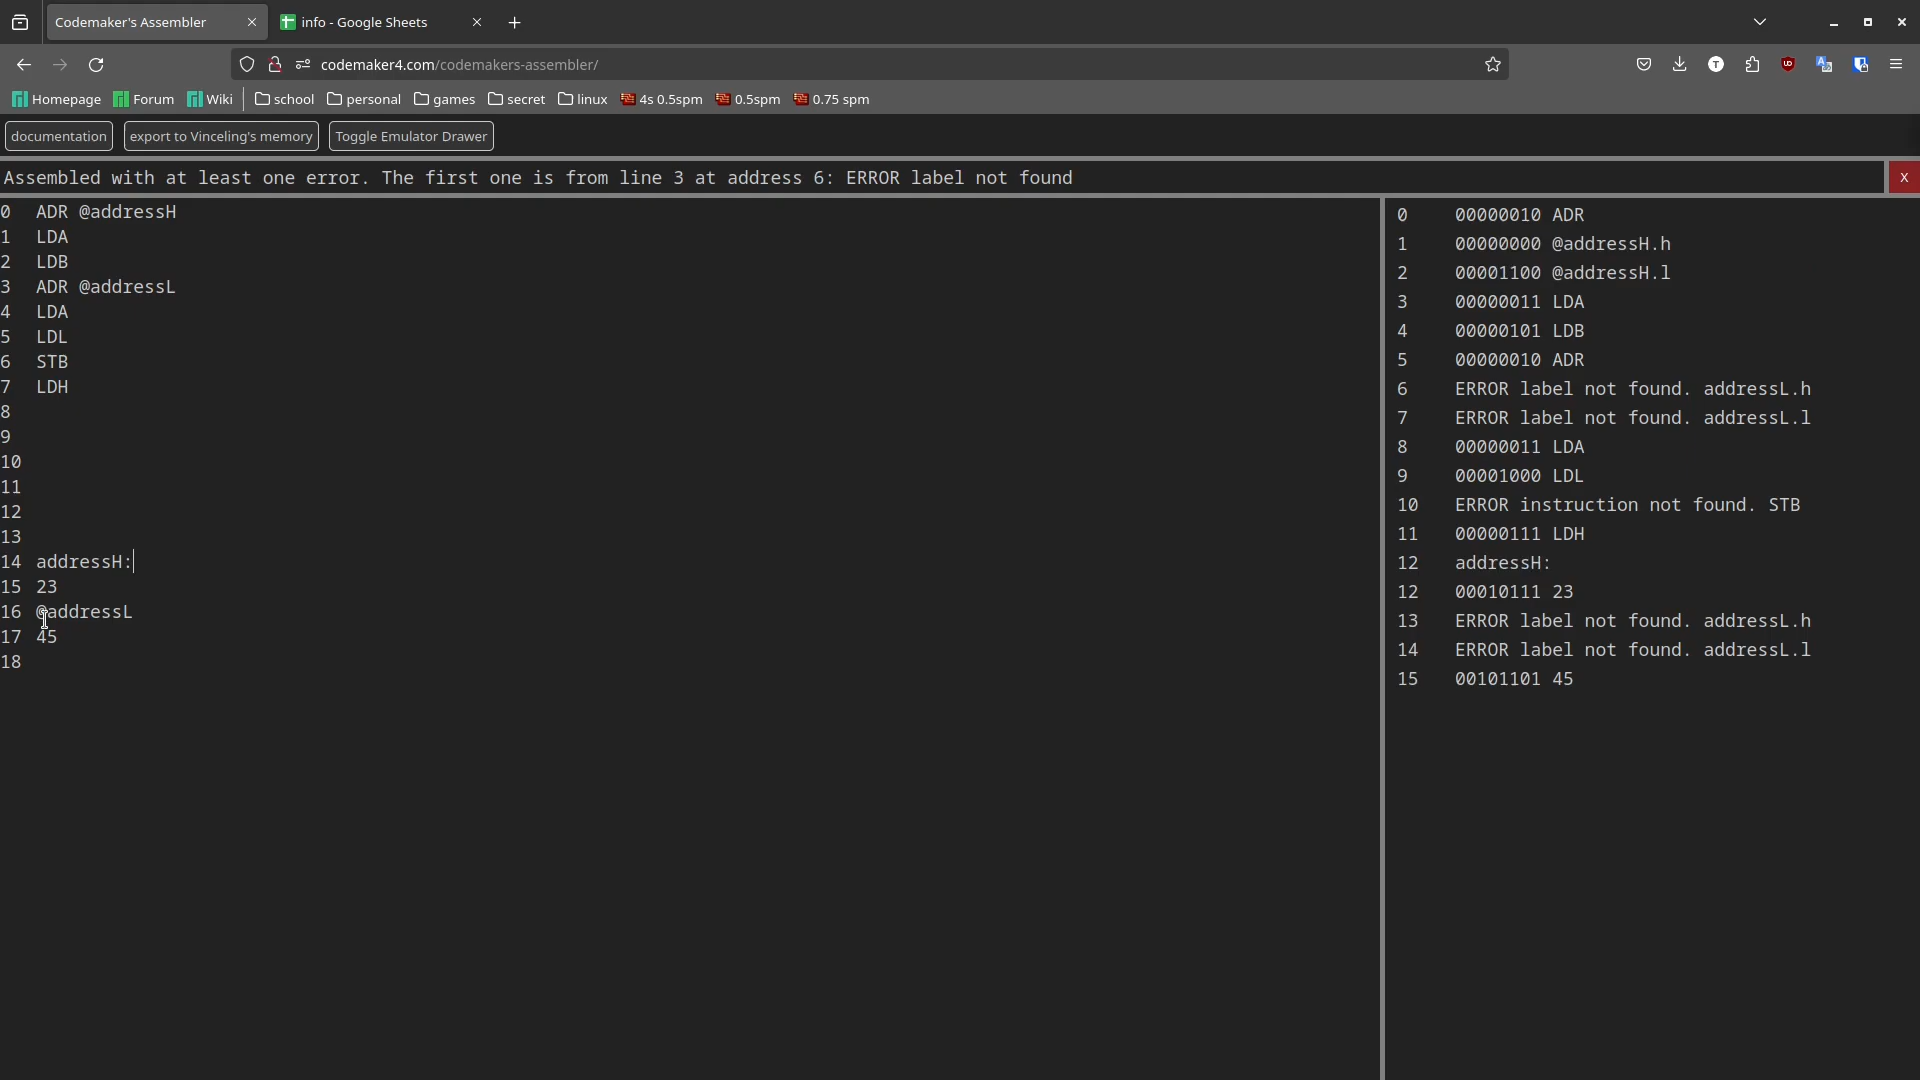 Codemaker's Assembler
info - Google Sheets
codemaker4.com/codemakers-assembler/
Homepage Forum Wiki school personal games secret linux 4s 0.5spm 0.5spm 0.75 spm
documentation export to Vinceling's memory Toggle Emulator Drawer
Assembled with at least one error. The first one is from line 3 at address 6: ERROR label not found X
0 ADR @addressH
1 LDA
2 LDB
3 ADR @addressL
4 LDA
5 LDL
6 STB
7 LDH
8
9
10
11
12
13
14 addressH:
15 23
16 @addressL
17 45
18
0 00000010 ADR
1 00000000 @addressH.h
2 00001100 @addressH.l
3 00000011 LDA
4 00000101 LDB
5 00000010 ADR
6 ERROR label not found. addressL.h
7 ERROR label not found. addressL.l
8 00000011 LDA
9 00001000 LDL
10 ERROR instruction not found. STB
11 00000111 LDH
12 addressH:
12 00010111 23
13 ERROR label not found. addressL.h
14 ERROR label not found. addressL.l
15 00101101 45